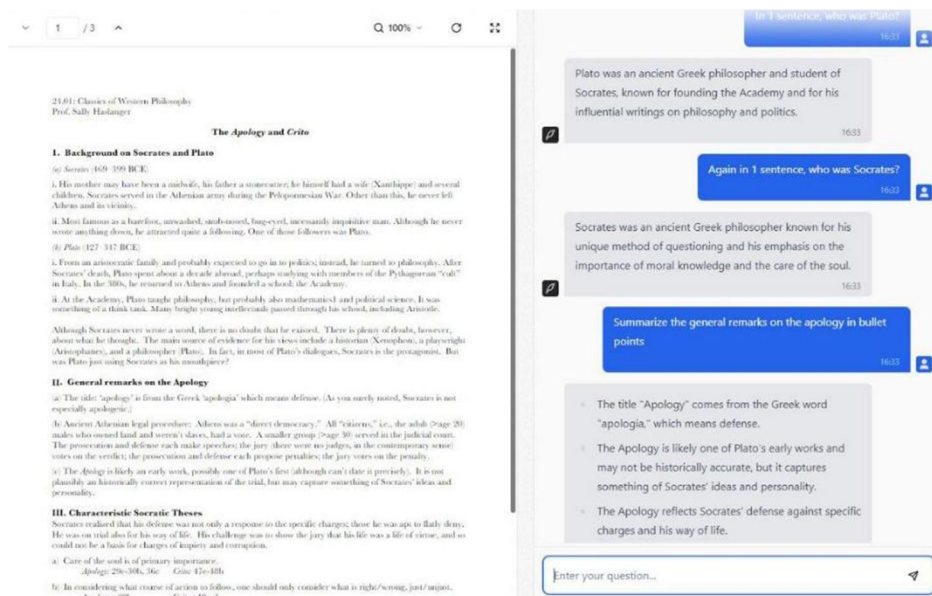 1 / 3
100%
24.01: Classics of Western Philosophy
Prof. Sally Haslanger
The Apology and Crito
I. Background on Socrates and Plato
(a) Socrates (469-399 BCE)
i. His mother may have been a midwife, his father a stonecutter; he himself had a wife (Xanthippe) and several
children. Socrates served in the Athenian army during the Peloponnesian War. Other than this, he never left
Athens and its vicinity.
ii. Most famous as a barefoot, unwashed, snub-nosed, bug-eyed, incessantly inquisitive man. Although he never
wrote anything down, he attracted quite a following. One of those followers was Plato.
(b) Plato (427-347 BCE)
i. From an aristocratic family and probably expected to go in to politics; instead, he turned to philosophy. After
Socrates' death, Plato spent about a decade abroad, perhaps studying with members of the Pythagorean "cult"
in Italy. In the 380s, he returned to Athens and founded a school: the Academy.
ii. At the Academy, Plato taught philosophy, but probably also mathematics and political science. It was
something of a think tank. Many bright young intellectuals passed through his school, including Aristotle.
Although Socrates never wrote a word, there is no doubt that he existed. There is plenty of doubt, however,
about what he thought. The main source of evidence for his views include a historian (Xenophon), a playwright
(Aristophanes), and a philosopher (Plato). In fact, in most of Plato's dialogues, Socrates is the protagonist. But
was Plato just using Socrates as his mouthpiece?
II. General remarks on the Apology
(a) The title: 'apology' is from the Greek 'apologia' which means defense. (As you surely noted, Socrates is not
especially apologetic.)
(b) Ancient Athenian legal procedure: Athens was a "direct democracy." All "citizens," i.e., the adult (>age 20)
males who owned land and weren't slaves, had a vote. A smaller group (>age 30) served in the judicial court.
The prosecution and defense each make speeches; the jury (there were no judges, in the contemporary sense)
votes on the verdict; the prosecution and defense each propose penalties; the jury votes on the penalty.
(c) The Apology is likely an early work, possibly one of Plato's first (although can't date it precisely). It is not
plausibly an historically correct representation of the trial, but may capture something of Socrates' ideas and
personality.
III. Characteristic Socratic Theses
Socrates realized that his defense was not only a response to the specific charges; those he was apt to flatly deny.
He was on trial also for his way of life. His challenge was to show the jury that his life was a life of virtue, and so
could not be a basis for charges of impiety and corruption.
a) Care of the soul is of primary importance.
Apology: 29e-30b, 36c Crito: 47e-48b
b) In considering what course of action to follow, one should only consider what is right/wrong, just/unjust.
In 1 sentence, who was Plato?
16:33
Plato was an ancient Greek philosopher and student of
Socrates, known for founding the Academy and for his
influential writings on philosophy and politics.
16:33
Again in 1 sentence, who was Socrates?
16:33
Socrates was an ancient Greek philosopher known for his
unique method of questioning and his emphasis on the
importance of moral knowledge and the care of the soul.
16:33
Summarize the general remarks on the apology in bullet
points
16:33
The title "Apology" comes from the Greek word
"apologia," which means defense.
The Apology is likely one of Plato's early works and
may not be historically accurate, but it captures
something of Socrates' ideas and personality.
The Apology reflects Socrates' defense against specific
charges and his way of life.
Enter your question...